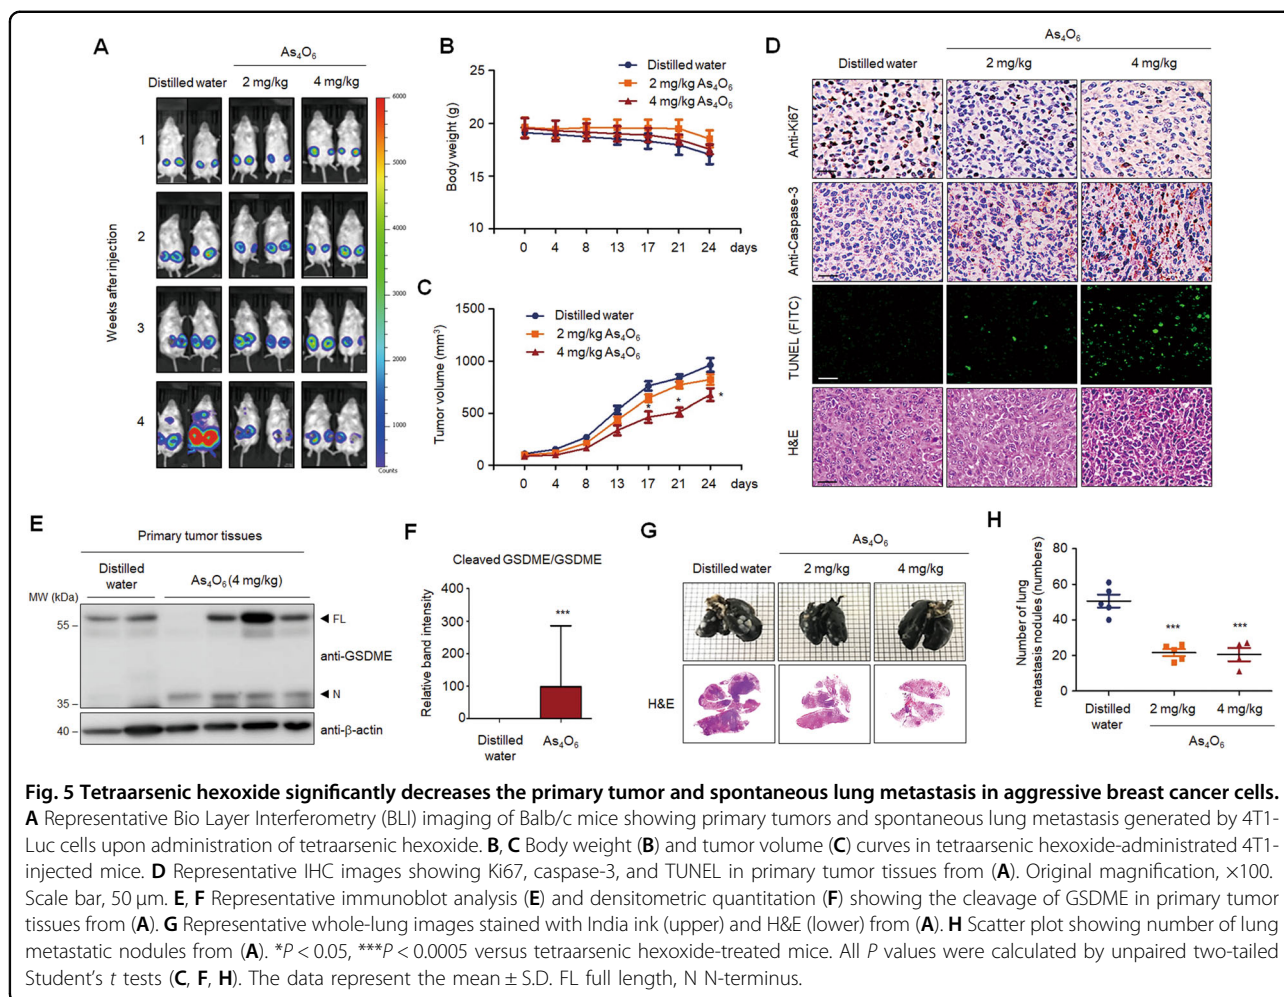 A
As₄O₆
Distilled water 2 mg/kg 4 mg/kg
Weeks after injection
1
2
3
4
6000
5000
4000
3000
2000
1000
Counts
B
Distilled water
2 mg/kg As₄O₆
4 mg/kg As₄O₆
Body weight (g)
25
20
15
10
0 4 8 13 17 21 24 days
C
Distilled water
2 mg/kg As₄O₆
4 mg/kg As₄O₆
Tumor volume (mm³)
1500
1000
500
0
* * *
0 4 8 13 17 21 24 days
D
As₄O₆
Distilled water 2 mg/kg 4 mg/kg
Anti-Ki67
Anti-Caspase-3
TUNEL (FITC)
H&E
E
Primary tumor tissues
Distilled water
As₄O₆ (4 mg/kg)
MW (kDa)
55
35
40
◄ FL
anti-GSDME
◄ N
anti-β-actin
F
Cleaved GSDME/GSDME
Relative band intensity
400
300
200
100
0
***
Distilled water
As₄O₆
G
As₄O₆
Distilled water 2 mg/kg 4 mg/kg
H&E
H
Number of lung metastasis nodules (numbers)
80
60
40
20
0
*** ***
Distilled water
2 mg/kg 4 mg/kg
As₄O₆
Fig. 5 Tetraarsenic hexoxide significantly decreases the primary tumor and spontaneous lung metastasis in aggressive breast cancer cells.
A Representative Bio Layer Interferometry (BLI) imaging of Balb/c mice showing primary tumors and spontaneous lung metastasis generated by 4T1-
Luc cells upon administration of tetraarsenic hexoxide. B, C Body weight (B) and tumor volume (C) curves in tetraarsenic hexoxide-administrated 4T1-
injected mice. D Representative IHC images showing Ki67, caspase-3, and TUNEL in primary tumor tissues from (A). Original magnification, ×100.
Scale bar, 50 μm. E, F Representative immunoblot analysis (E) and densitometric quantitation (F) showing the cleavage of GSDME in primary tumor
tissues from (A). G Representative whole-lung images stained with India ink (upper) and H&E (lower) from (A). H Scatter plot showing number of lung
metastatic nodules from (A). *P < 0.05, ***P < 0.0005 versus tetraarsenic hexoxide-treated mice. All P values were calculated by unpaired two-tailed
Student's t tests (C, F, H). The data represent the mean ± S.D. FL full length, N N-terminus.